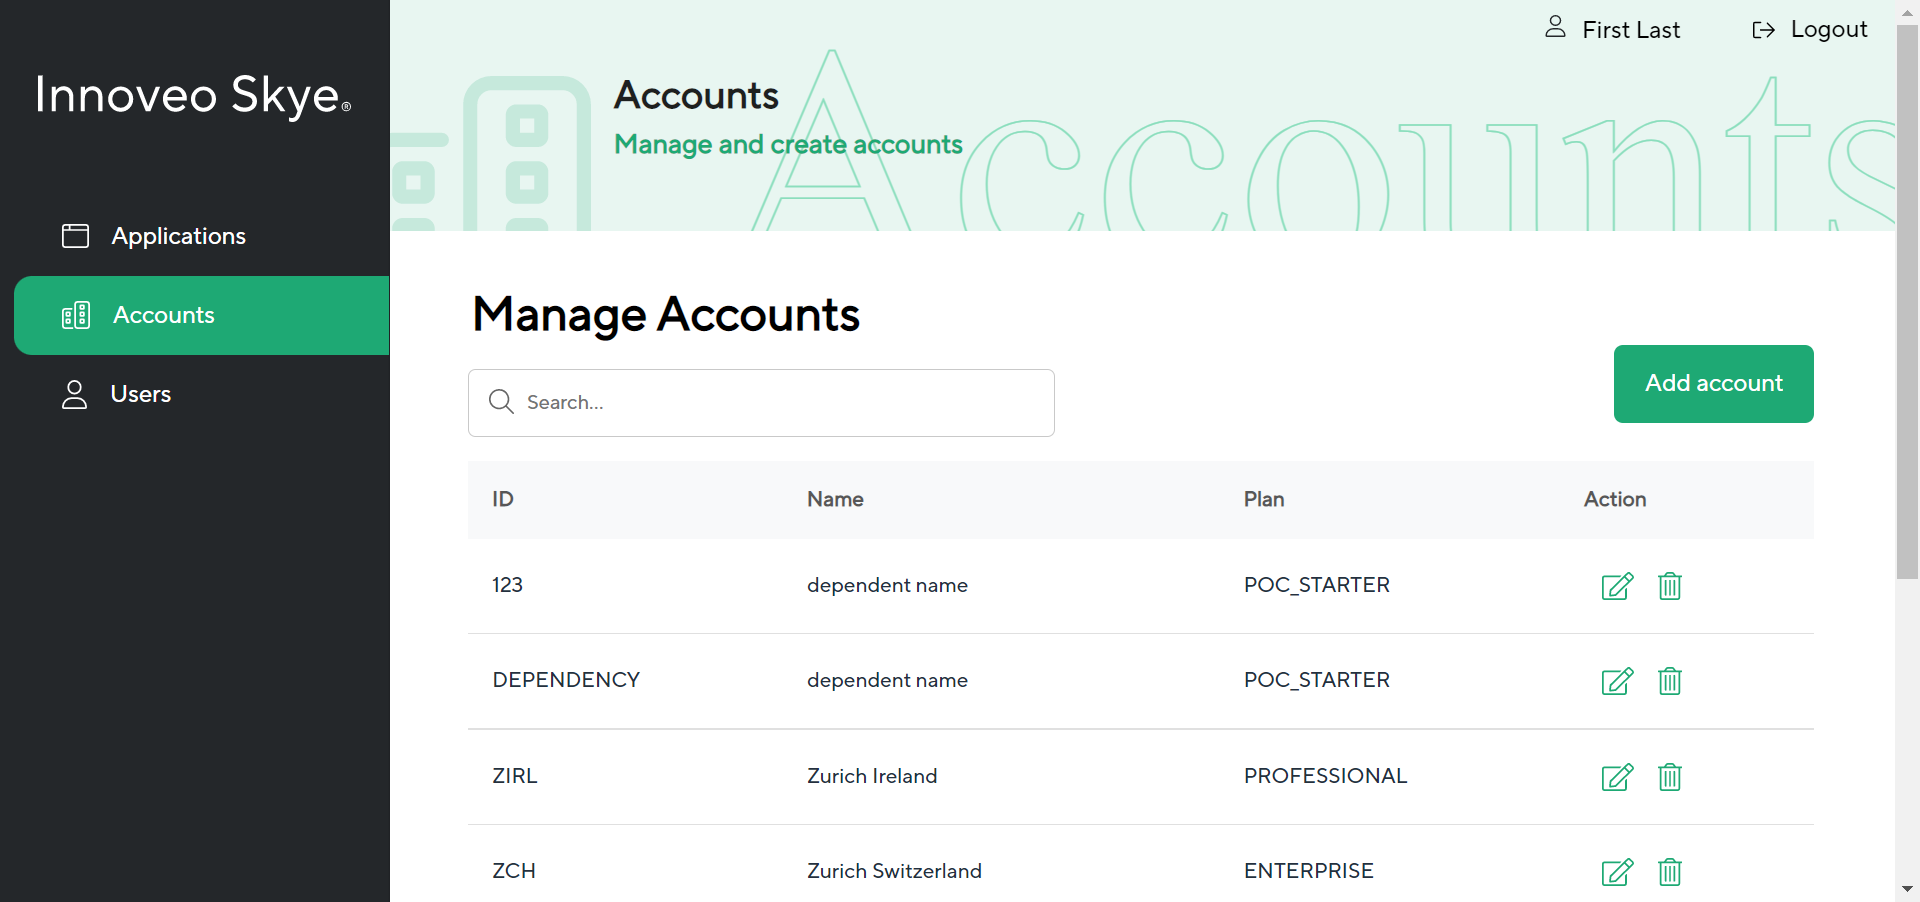 Innoveo Skye®
Applications
Accounts
Users
First Last
Logout
Accounts
Accounts
Manage and create accounts
Manage Accounts
Search...
Add account
ID Name Plan Action
123 dependent name POC_STARTER
DEPENDENCY dependent name POC_STARTER
ZIRL Zurich Ireland PROFESSIONAL
ZCH Zurich Switzerland ENTERPRISE